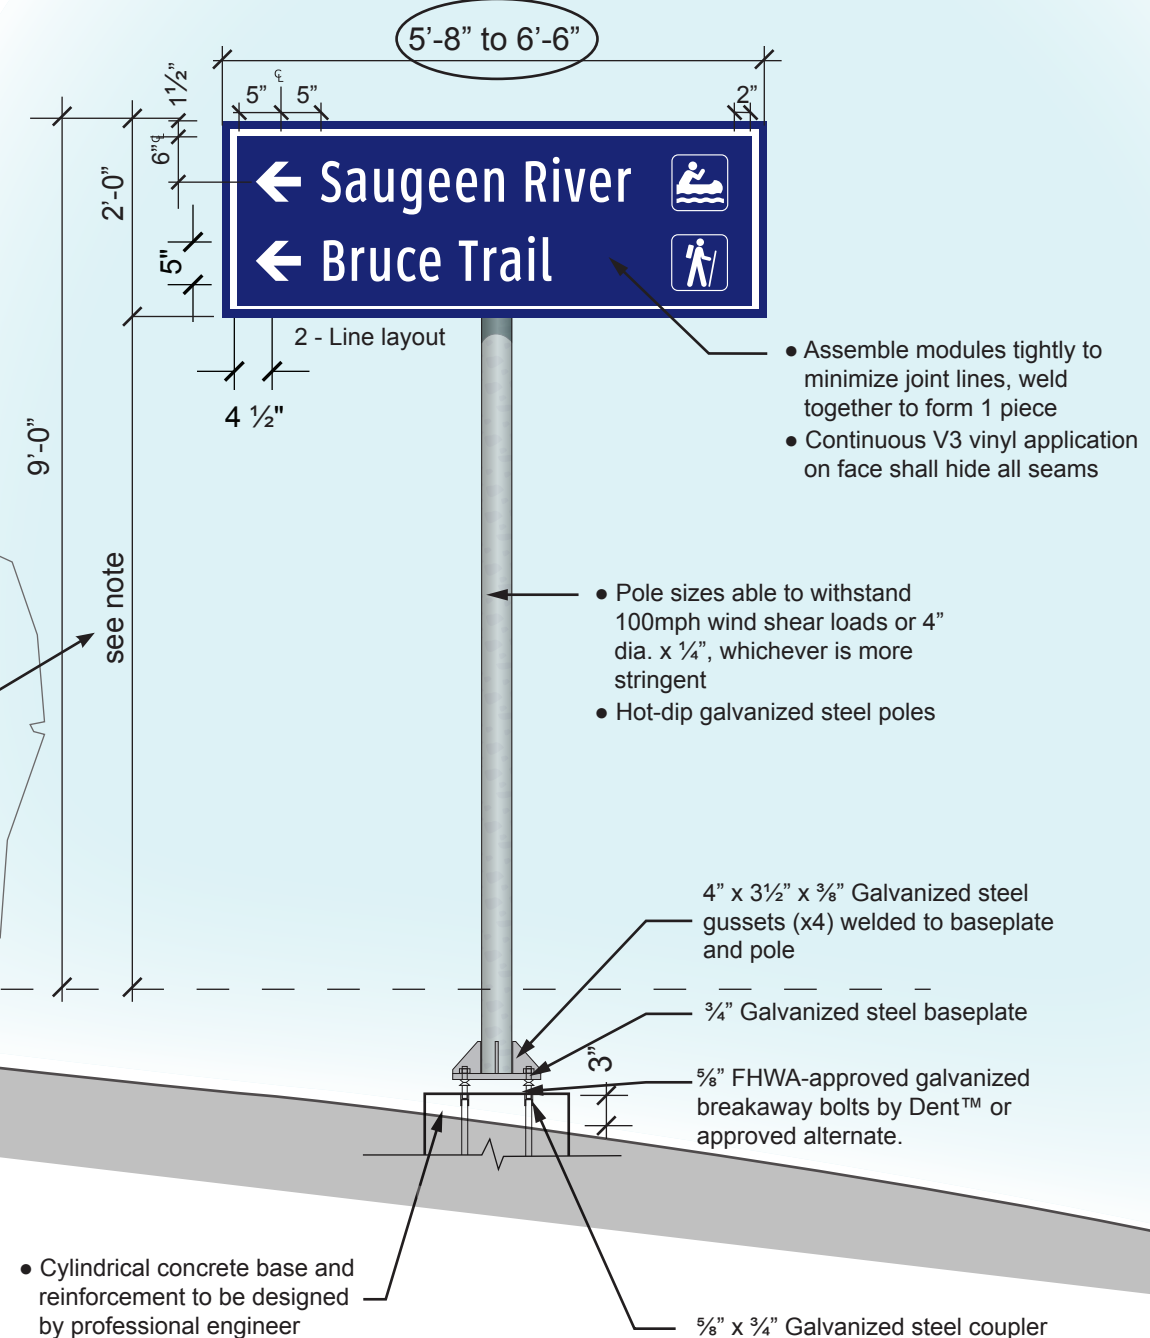 5’-8” to 6’-6”
1½”
℄
5” 5”
2”
6”
℄
2’-0”
Saugeen River
5"
Bruce Trail
2 - Line layout
4 ½"
● Assemble modules tightly to
minimize joint lines, weld
together to form 1 piece
● Continuous V3 vinyl application
on face shall hide all seams
9’-0”
see note
● Pole sizes able to withstand
100mph wind shear loads or 4”
dia. x ¼”, whichever is more
stringent
● Hot-dip galvanized steel poles
4” x 3½” x ⅜” Galvanized steel
gussets (x4) welded to baseplate
and pole
¾” Galvanized steel baseplate
3”
⅝” FHWA-approved galvanized
breakaway bolts by Dent™ or
approved alternate.
● Cylindrical concrete base and
reinforcement to be designed
by professional engineer
⅝” x ¾” Galvanized steel coupler